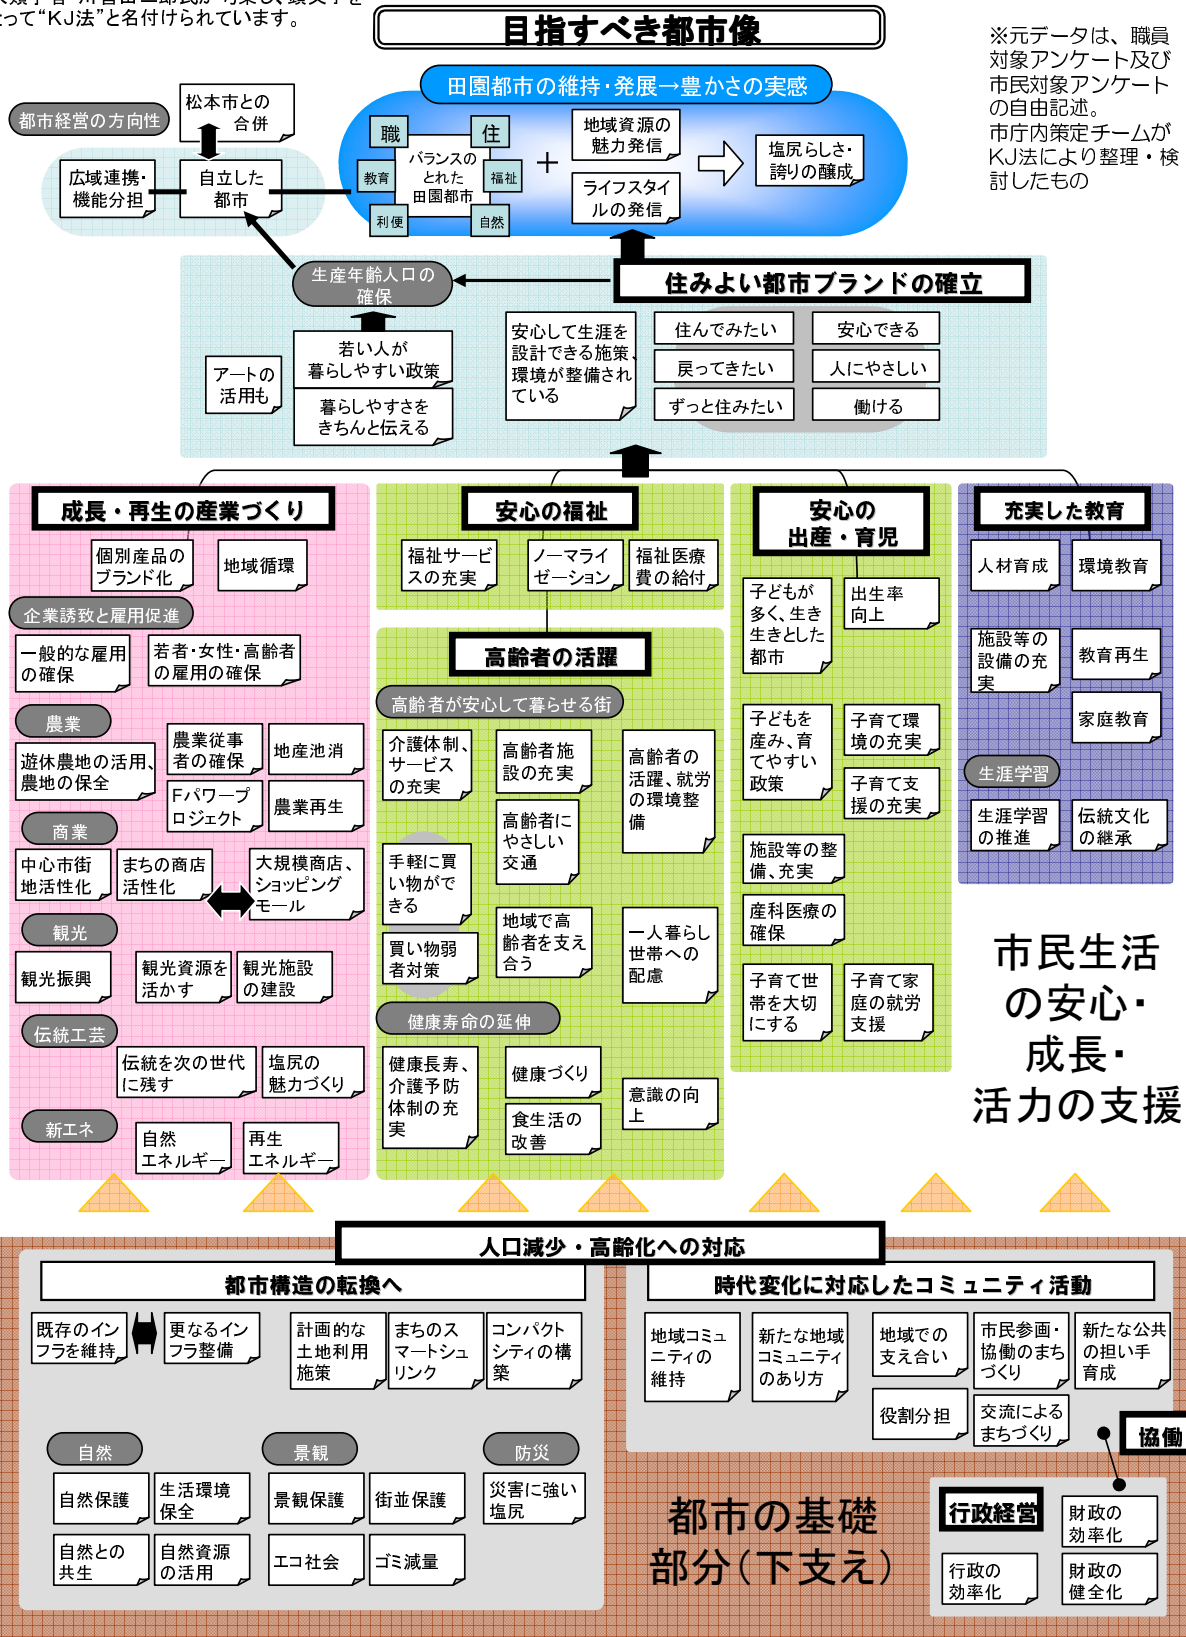 って“KJ法”と名付けられています。
目指すべき都市像
※元データは、職員
対象アンケート及び
市民対象アンケート
の自由記述。
市庁内策定チームが
KJ法により整理・検
討したもの
田園都市の維持・発展→豊かさの実感
都市経営の方向性
松本市との
合併
広域連携・
機能分担
自立した
都市
職
住
教育
福祉
利便
自然
バランスの
とれた
田園都市
+
地域資源の
魅力発信
ライフスタイ
ルの発信
塩尻らしさ・
誇りの醸成
生産年齢人口の
確保
住みよい都市ブランドの確立
アートの
活用も
若い人が
暮らしやすい政策
暮らしやすさを
きちんと伝える
安心して生涯を
設計できる施策、
環境が整備され
ている
住んでみたい
安心できる
戻ってきたい
人にやさしい
ずっと住みたい
働ける
成長・再生の産業づくり
個別産品の
ブランド化
地域循環
企業誘致と雇用促進
一般的な雇用
の確保
若者・女性・高齢者
の雇用の確保
農業
遊休農地の活用、
農地の保全
農業従事
者の確保
地産池消
Fパワープ
ロジェクト
農業再生
商業
中心市街
地活性化
まちの商店
活性化
大規模商店、
ショッピング
モール
観光
観光振興
観光資源を
活かす
観光施設
の建設
伝統工芸
伝統を次の世代
に残す
塩尻の
魅力づくり
新エネ
自然
エネルギー
再生
エネルギー
安心の福祉
福祉サービ
スの充実
ノーマライ
ゼーション
福祉医療
費の給付
高齢者の活躍
高齢者が安心して暮らせる街
介護体制、
サービス
の充実
高齢者施
設の充実
高齢者の
活躍、就労
の環境整
備
高齢者に
やさしい
交通
手軽に買
い物がで
きる
買い物弱
者対策
地域で高
齢者を支え
合う
一人暮らし
世帯への
配慮
健康寿命の延伸
健康長寿、
介護予防
体制の充
実
健康づくり
食生活の
改善
意識の向
上
安心の
出産・育児
子どもが
多く、生き
生きとした
都市
出生率
向上
子どもを
産み、育
てやすい
政策
子育て環
境の充実
子育て支
援の充実
施設等の整
備、充実
産科医療の
確保
子育て世
帯を大切
にする
子育て家
庭の就労
支援
充実した教育
人材育成
環境教育
施設等の
設備の充
実
教育再生
家庭教育
生涯学習
生涯学習
の推進
伝統文化
の継承
市民生活
の安心・
成長・
活力の支援
人口減少・高齢化への対応
都市構造の転換へ
既存のイン
フラを維持
更なるイン
フラ整備
計画的な
土地利用
施策
まちのス
マートシュ
リンク
コンパクト
シティの構
築
自然
景観
防災
自然保護
生活環境
保全
景観保護
街並保護
災害に強い
塩尻
自然との
共生
自然資源
の活用
エコ社会
ゴミ減量
時代変化に対応したコミュニティ活動
地域コミュ
ニティの
維持
新たな地域
コミュニティ
のあり方
地域での
支え合い
市民参画・
協働のまち
づくり
新たな公共
の担い手
育成
役割分担
交流による
まちづくり
協働
都市の基礎
部分（下支え）
行政経営
財政の
効率化
行政の
効率化
財政の
健全化